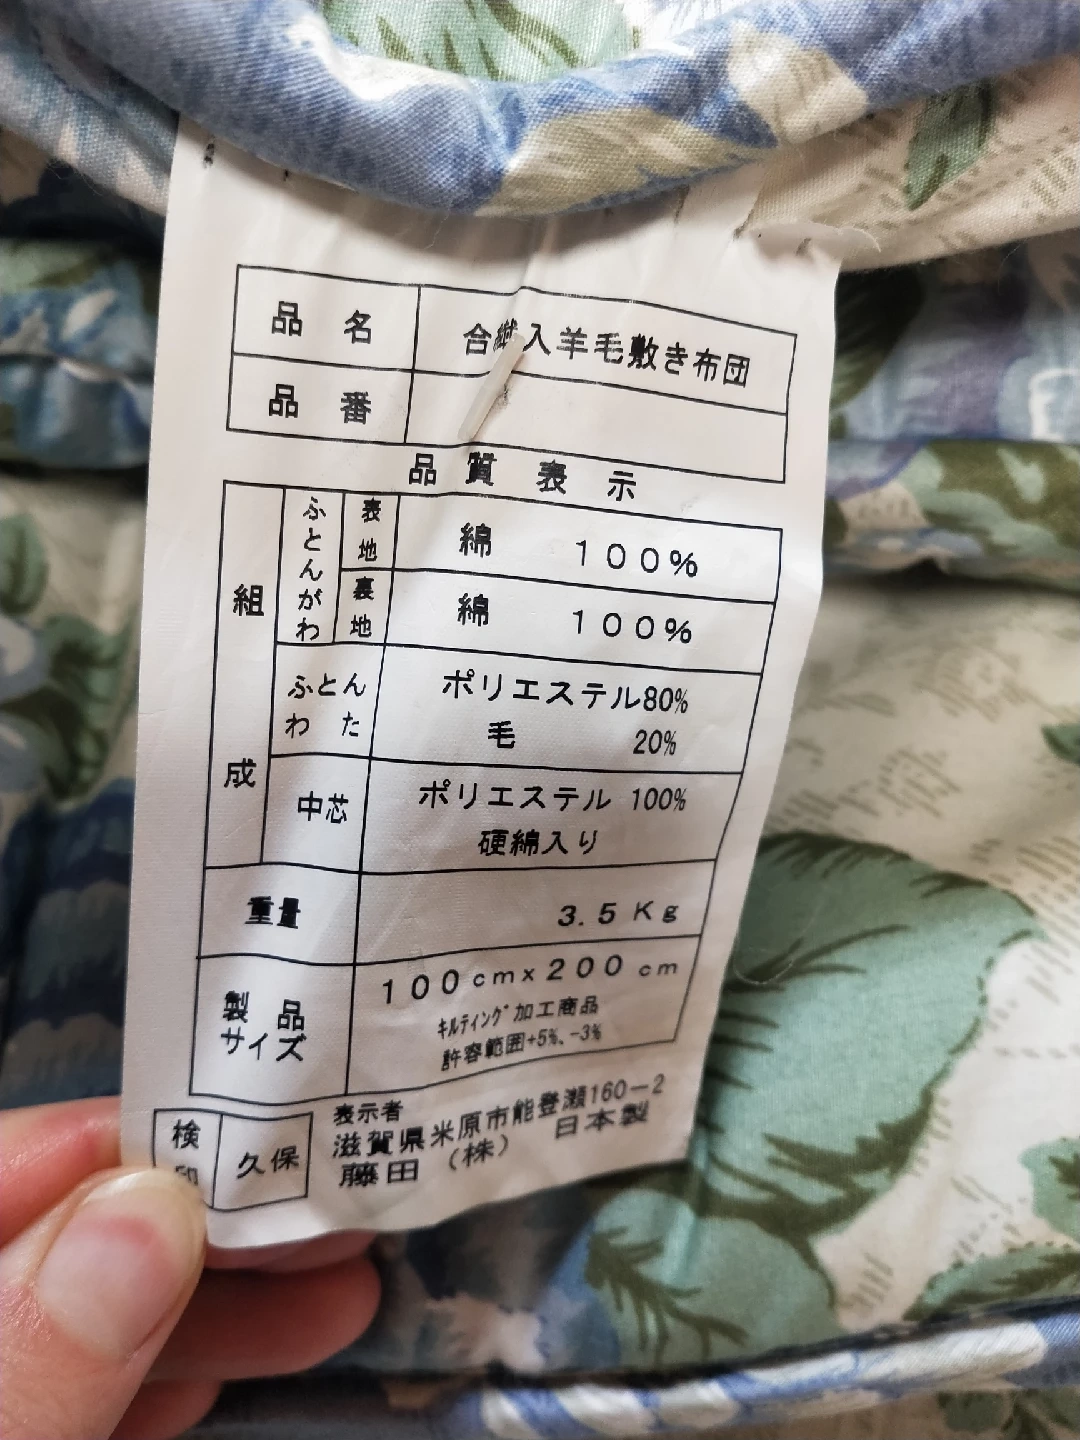 品名 合繊入羊毛敷き布団
品番
品質表示
組成 ふとんがわ 表地 綿 100%
裏地 綿 100%
ふとんわた ポリエステル80%
毛 20%
中芯 ポリエステル 100%
硬綿入り
重量 3.5Kg
製品サイズ 100cm×200cm
ｷﾙﾃｨﾝｸﾞ加工商品
許容範囲+5%、-3%
検印 久保
表示者
滋賀県米原市能登瀬160-2
藤田(株) 日本製